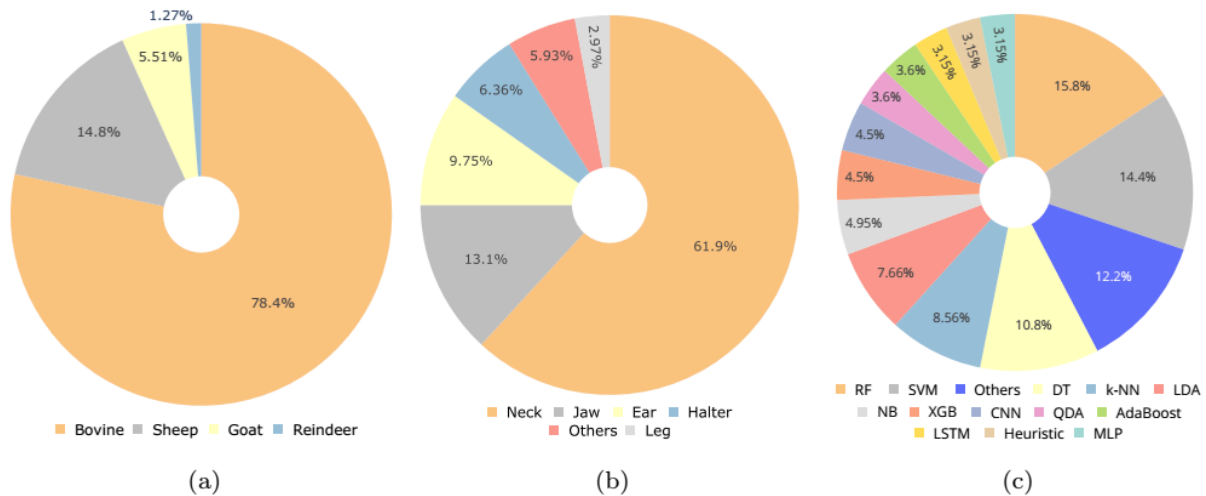 1.27%
5.51%
14.8%
78.4%
Bovine Sheep Goat Reindeer
(a)
2.97%
5.93%
6.36%
9.75%
13.1%
61.9%
Neck Jaw Ear Halter
Others Leg
(b)
3.15%
3.15%
3.15%
3.6%
3.6%
4.5%
4.5%
4.95%
7.66%
8.56%
10.8%
12.2%
14.4%
15.8%
RF SVM Others DT k-NN LDA
NB XGB CNN QDA AdaBoost
LSTM Heuristic MLP
(c)